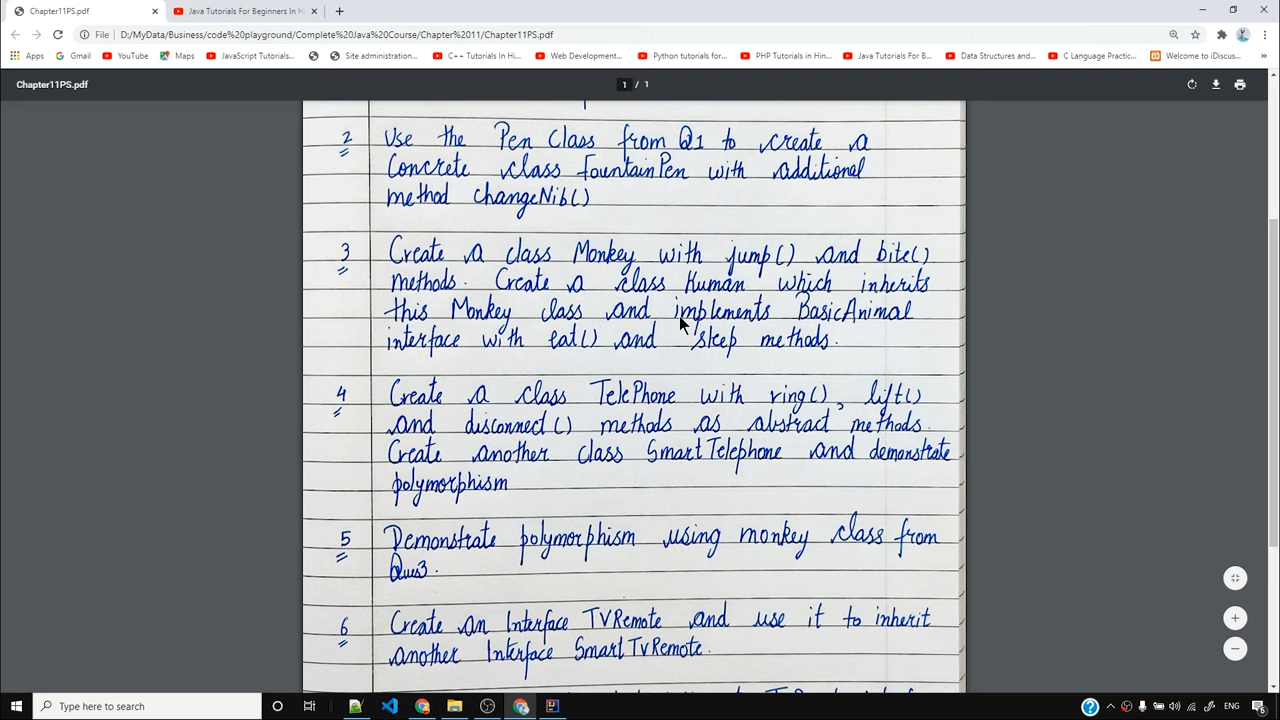 Chapter11PS.pdf
Java Tutorials For Beginners In H
File
D:/MyData/Business/code%20playground/Complete%20Java%20Course/Chapter%2011/Chapter11PS.pdf
Apps Gmail YouTube Maps JavaScript Tutorials... Site administration... C++ Tutorials In Hi... Web Development... Python tutorials for... PHP Tutorials in Hin... Java Tutorials For B... Data Structures and... C Language Practic... Welcome to iDiscus...
Chapter11PS.pdf 1 / 1
2 Use the Pen Class from Q1 to create a
Concrete class FountainPen with additional
method changeNib()
3 Create a class Monkey with jump() and bite()
methods. Create a class Human which inherits
this Monkey class and implements BasicAnimal
interface with eat() and sleep methods.
4 Create a class TelePhone with ring(), lift()
and disconnect() methods as abstract methods.
Create another class SmartTelephone and demonstrate
polymorphism
5 Demonstrate polymorphism using monkey class from
Ques3.
6 Create an Interface TVRemote and use it to inherit
another Interface SmartTvRemote.
Type here to search
ENG